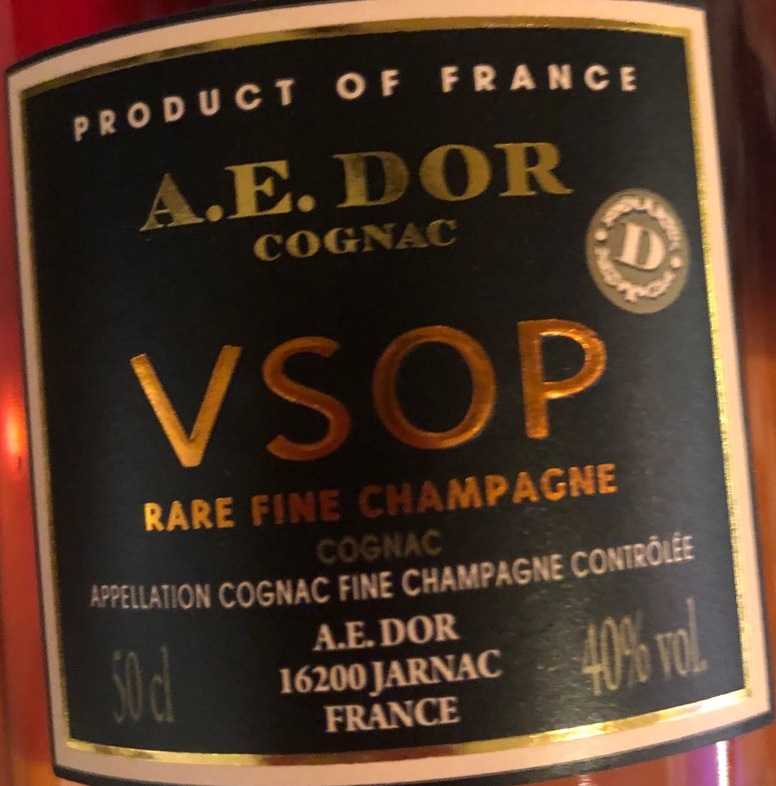 PRODUCT OF FRANCE
A.E. DOR
COGNAC
D
VSOP
RARE FINE CHAMPAGNE
COGNAC
APPELLATION COGNAC FINE CHAMPAGNE CONTRÔLÉE
A.E. DOR
16200 JARNAC
FRANCE
50 cl
40% vol.